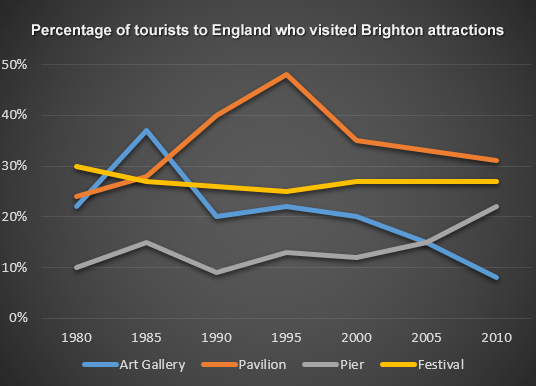 Percentage of tourists to England who visited Brighton attractions
50%
40%
30%
20%
10%
0%
1980 1985 1990 1995 2000 2005 2010
Art Gallery Pavilion Pier Festival